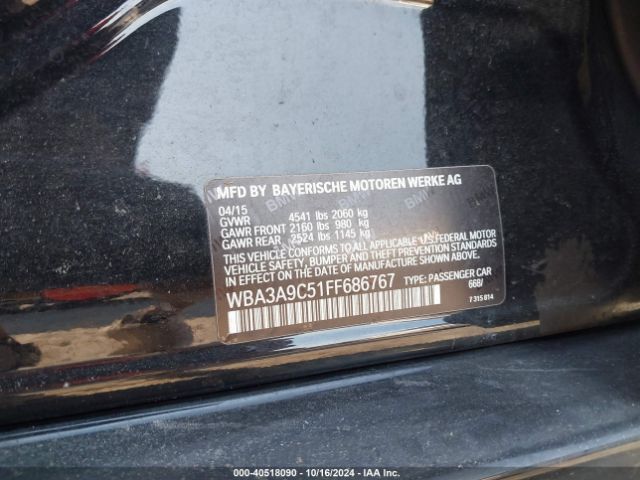 MFD BY BAYERISCHE MOTOREN WERKE AG
04/15
GVWR 4541 lbs 2060 kg
GAWR FRONT 2160 lbs 980 kg
GAWR REAR 2524 lbs 1145 kg
THIS VEHICLE CONFORMS TO ALL APPLICABLE U.S. FEDERAL MOTOR
VEHICLE SAFETY, BUMPER AND THEFT PREVENTION STANDARDS
IN EFFECT ON THE DATE OF MANUFACTURE SHOWN ABOVE.
WBA3A9C51FF686767 TYPE: PASSENGER CAR
668/
7 315 814
000-40518090 - 10/16/2024 - IAA Inc.